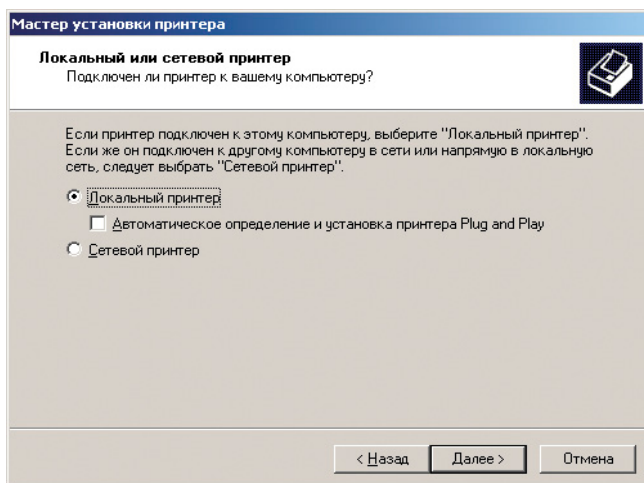 Мастер установки принтера
Локальный или сетевой принтер
Подключен ли принтер к вашему компьютеру?
Если принтер подключен к этому компьютеру, выберите "Локальный принтер".
Если же он подключен к другому компьютеру в сети или напрямую в локальную
сеть, следует выбрать "Сетевой принтер".
Локальный принтер
Автоматическое определение и установка принтера Plug and Play
Сетевой принтер
< Назад Далее > Отмена